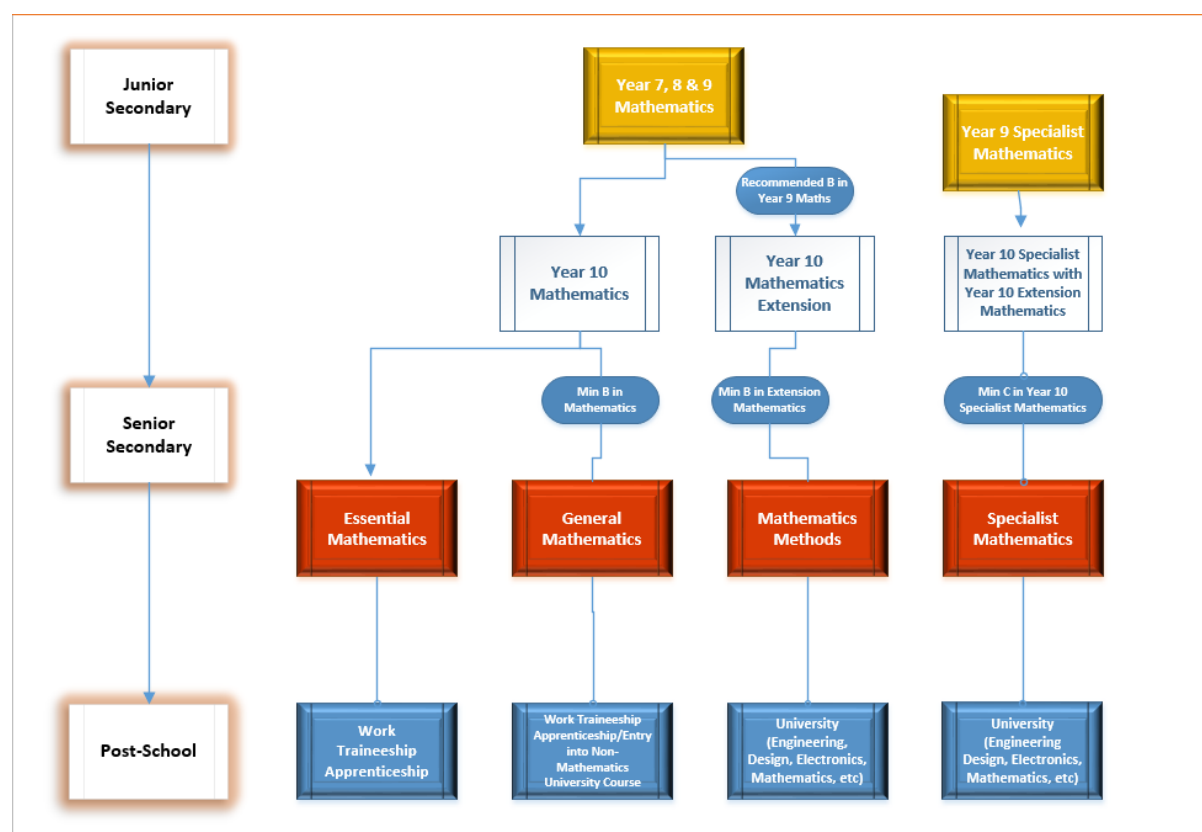 Junior
Secondary
Year 7, 8 & 9
Mathematics
Year 9 Specialist
Mathematics
Recommended B in
Year 9 Maths
Year 10
Mathematics
Year 10
Mathematics
Extension
Year 10 Specialist
Mathematics with
Year 10 Extension
Mathematics
Min B in
Mathematics
Min B in Extension
Mathematics
Min C in Year 10
Specialist Mathematics
Senior
Secondary
Essential
Mathematics
General
Mathematics
Mathematics
Methods
Specialist
Mathematics
Post-School
Work
Traineeship
Apprenticeship
Work Traineeship
Apprenticeship/Entry
into Non-
Mathematics
University Course
University
(Engineering,
Design, Electronics,
Mathematics, etc)
University
(Engineering
Design, Electronics,
Mathematics, etc)